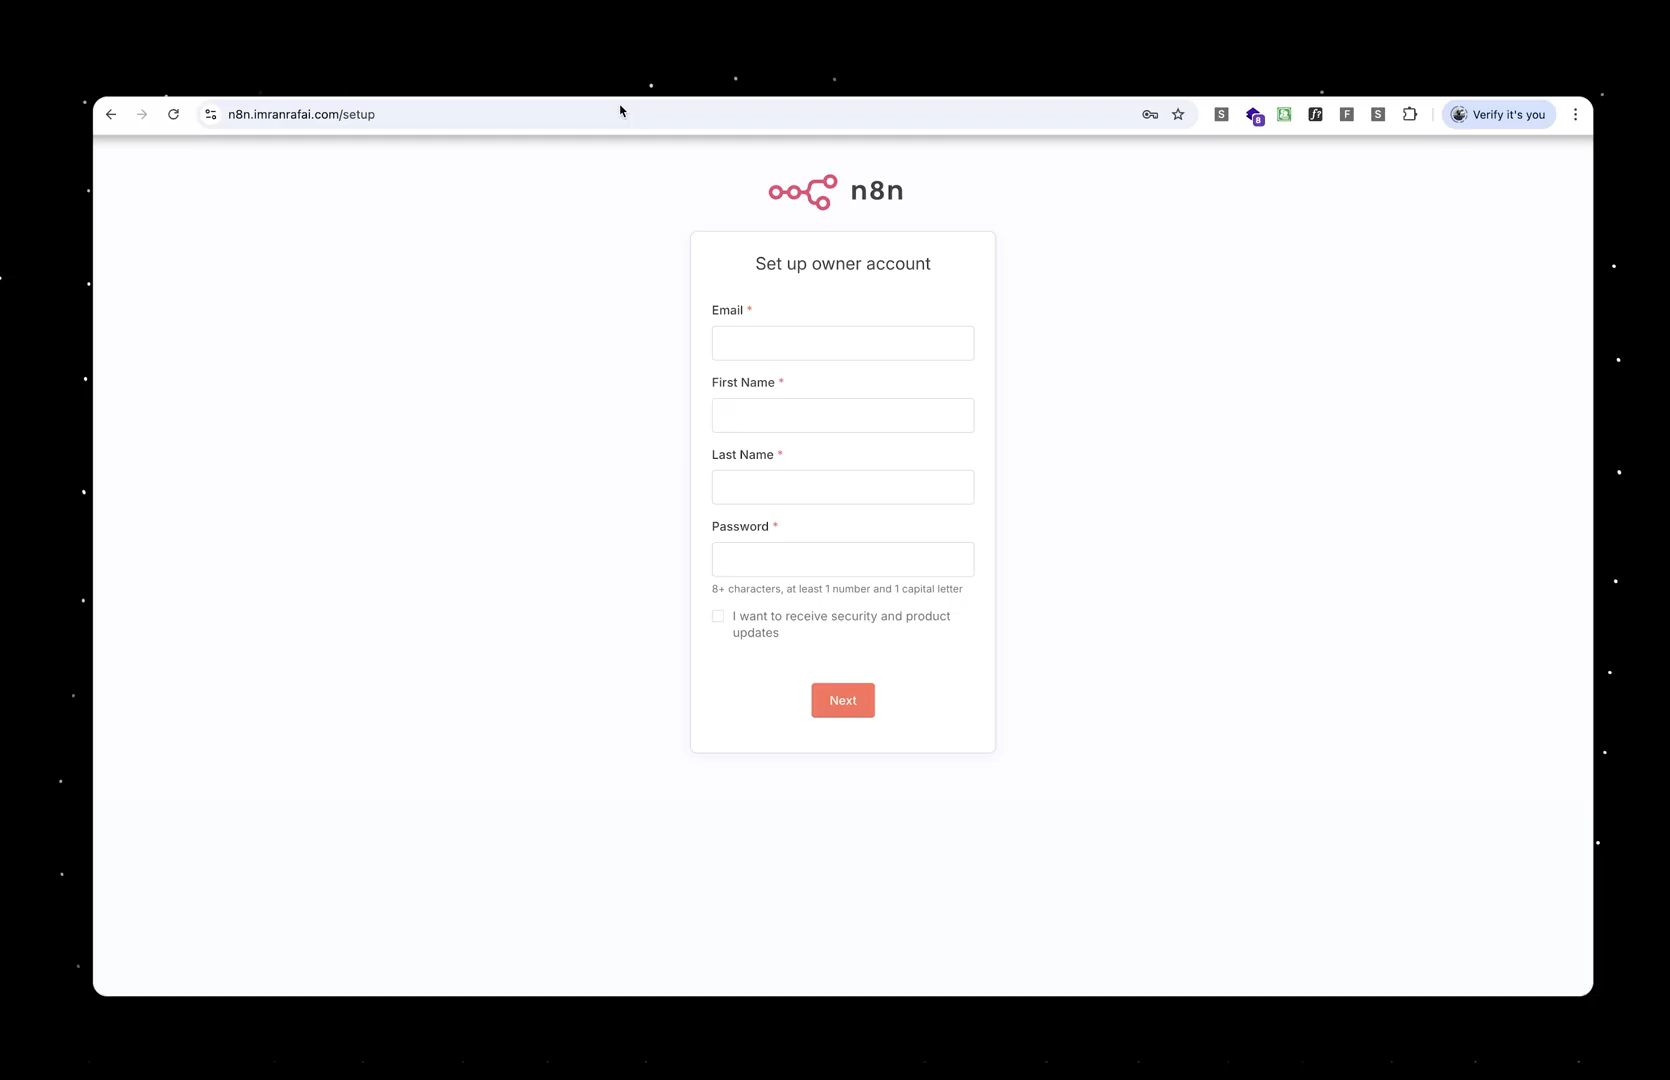 n8n.imranrafai.com/setup
S
B
f?
F
S
Verify it's you
n8n
Set up owner account
Email *
First Name *
Last Name *
Password *
8+ characters, at least 1 number and 1 capital letter
I want to receive security and product
updates
Next